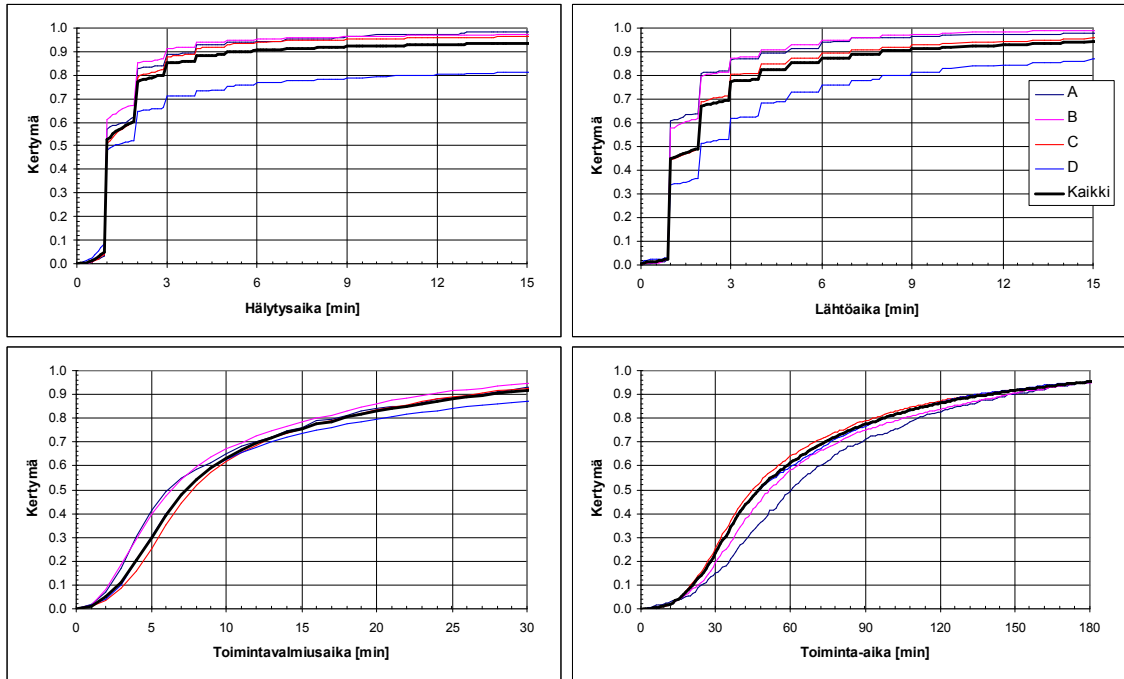 1.0
0.9
0.8
0.7
0.6
0.5
0.4
0.3
0.2
0.1
0.0
Kertymä
0 3 6 9 12 15
Hälytysaika [min]
1.0
0.9
0.8
0.7
0.6
0.5
0.4
0.3
0.2
0.1
0.0
Kertymä
0 3 6 9 12 15
Lähtöaika [min]
A
B
C
D
Kaikki
1.0
0.9
0.8
0.7
0.6
0.5
0.4
0.3
0.2
0.1
0.0
Kertymä
0 5 10 15 20 25 30
Toimintavalmiusaika [min]
1.0
0.9
0.8
0.7
0.6
0.5
0.4
0.3
0.2
0.1
0.0
Kertymä
0 30 60 90 120 150 180
Toiminta-aika [min]